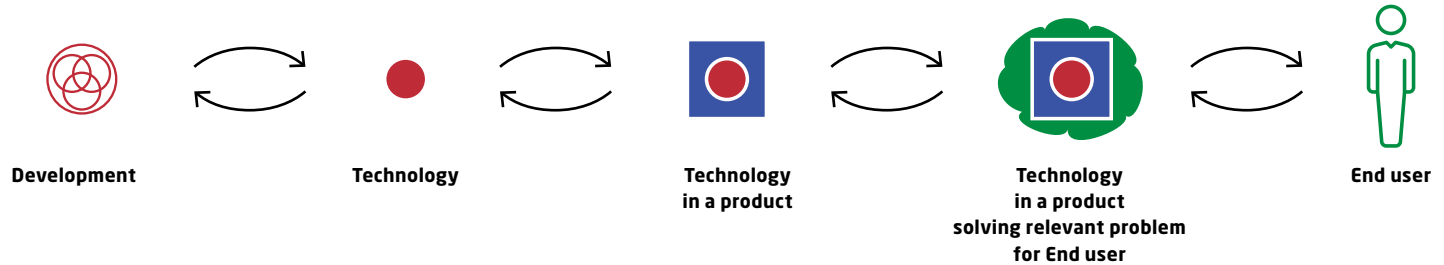 Development
Technology
Technology
in a product
Technology
in a product
solving relevant problem
for End user
End user